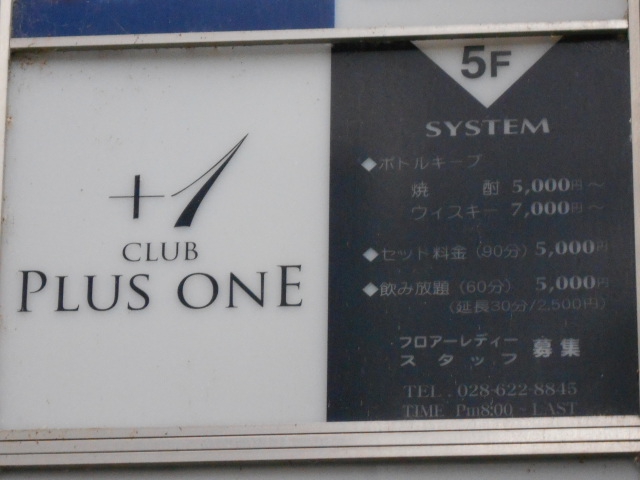 +1
CLUB
PLUS ONE
5F
SYSTEM
◆ボトルキープ
焼 酎 5,000円～
ウィスキー 7,000円～
◆セット料金(90分) 5,000円
◆飲み放題(60分) 5,000円
(延長30分/2,500円)
フロアーレディー
スタッフ 募集
TEL . 028-622-8845
TIME Pm8:00~LAST